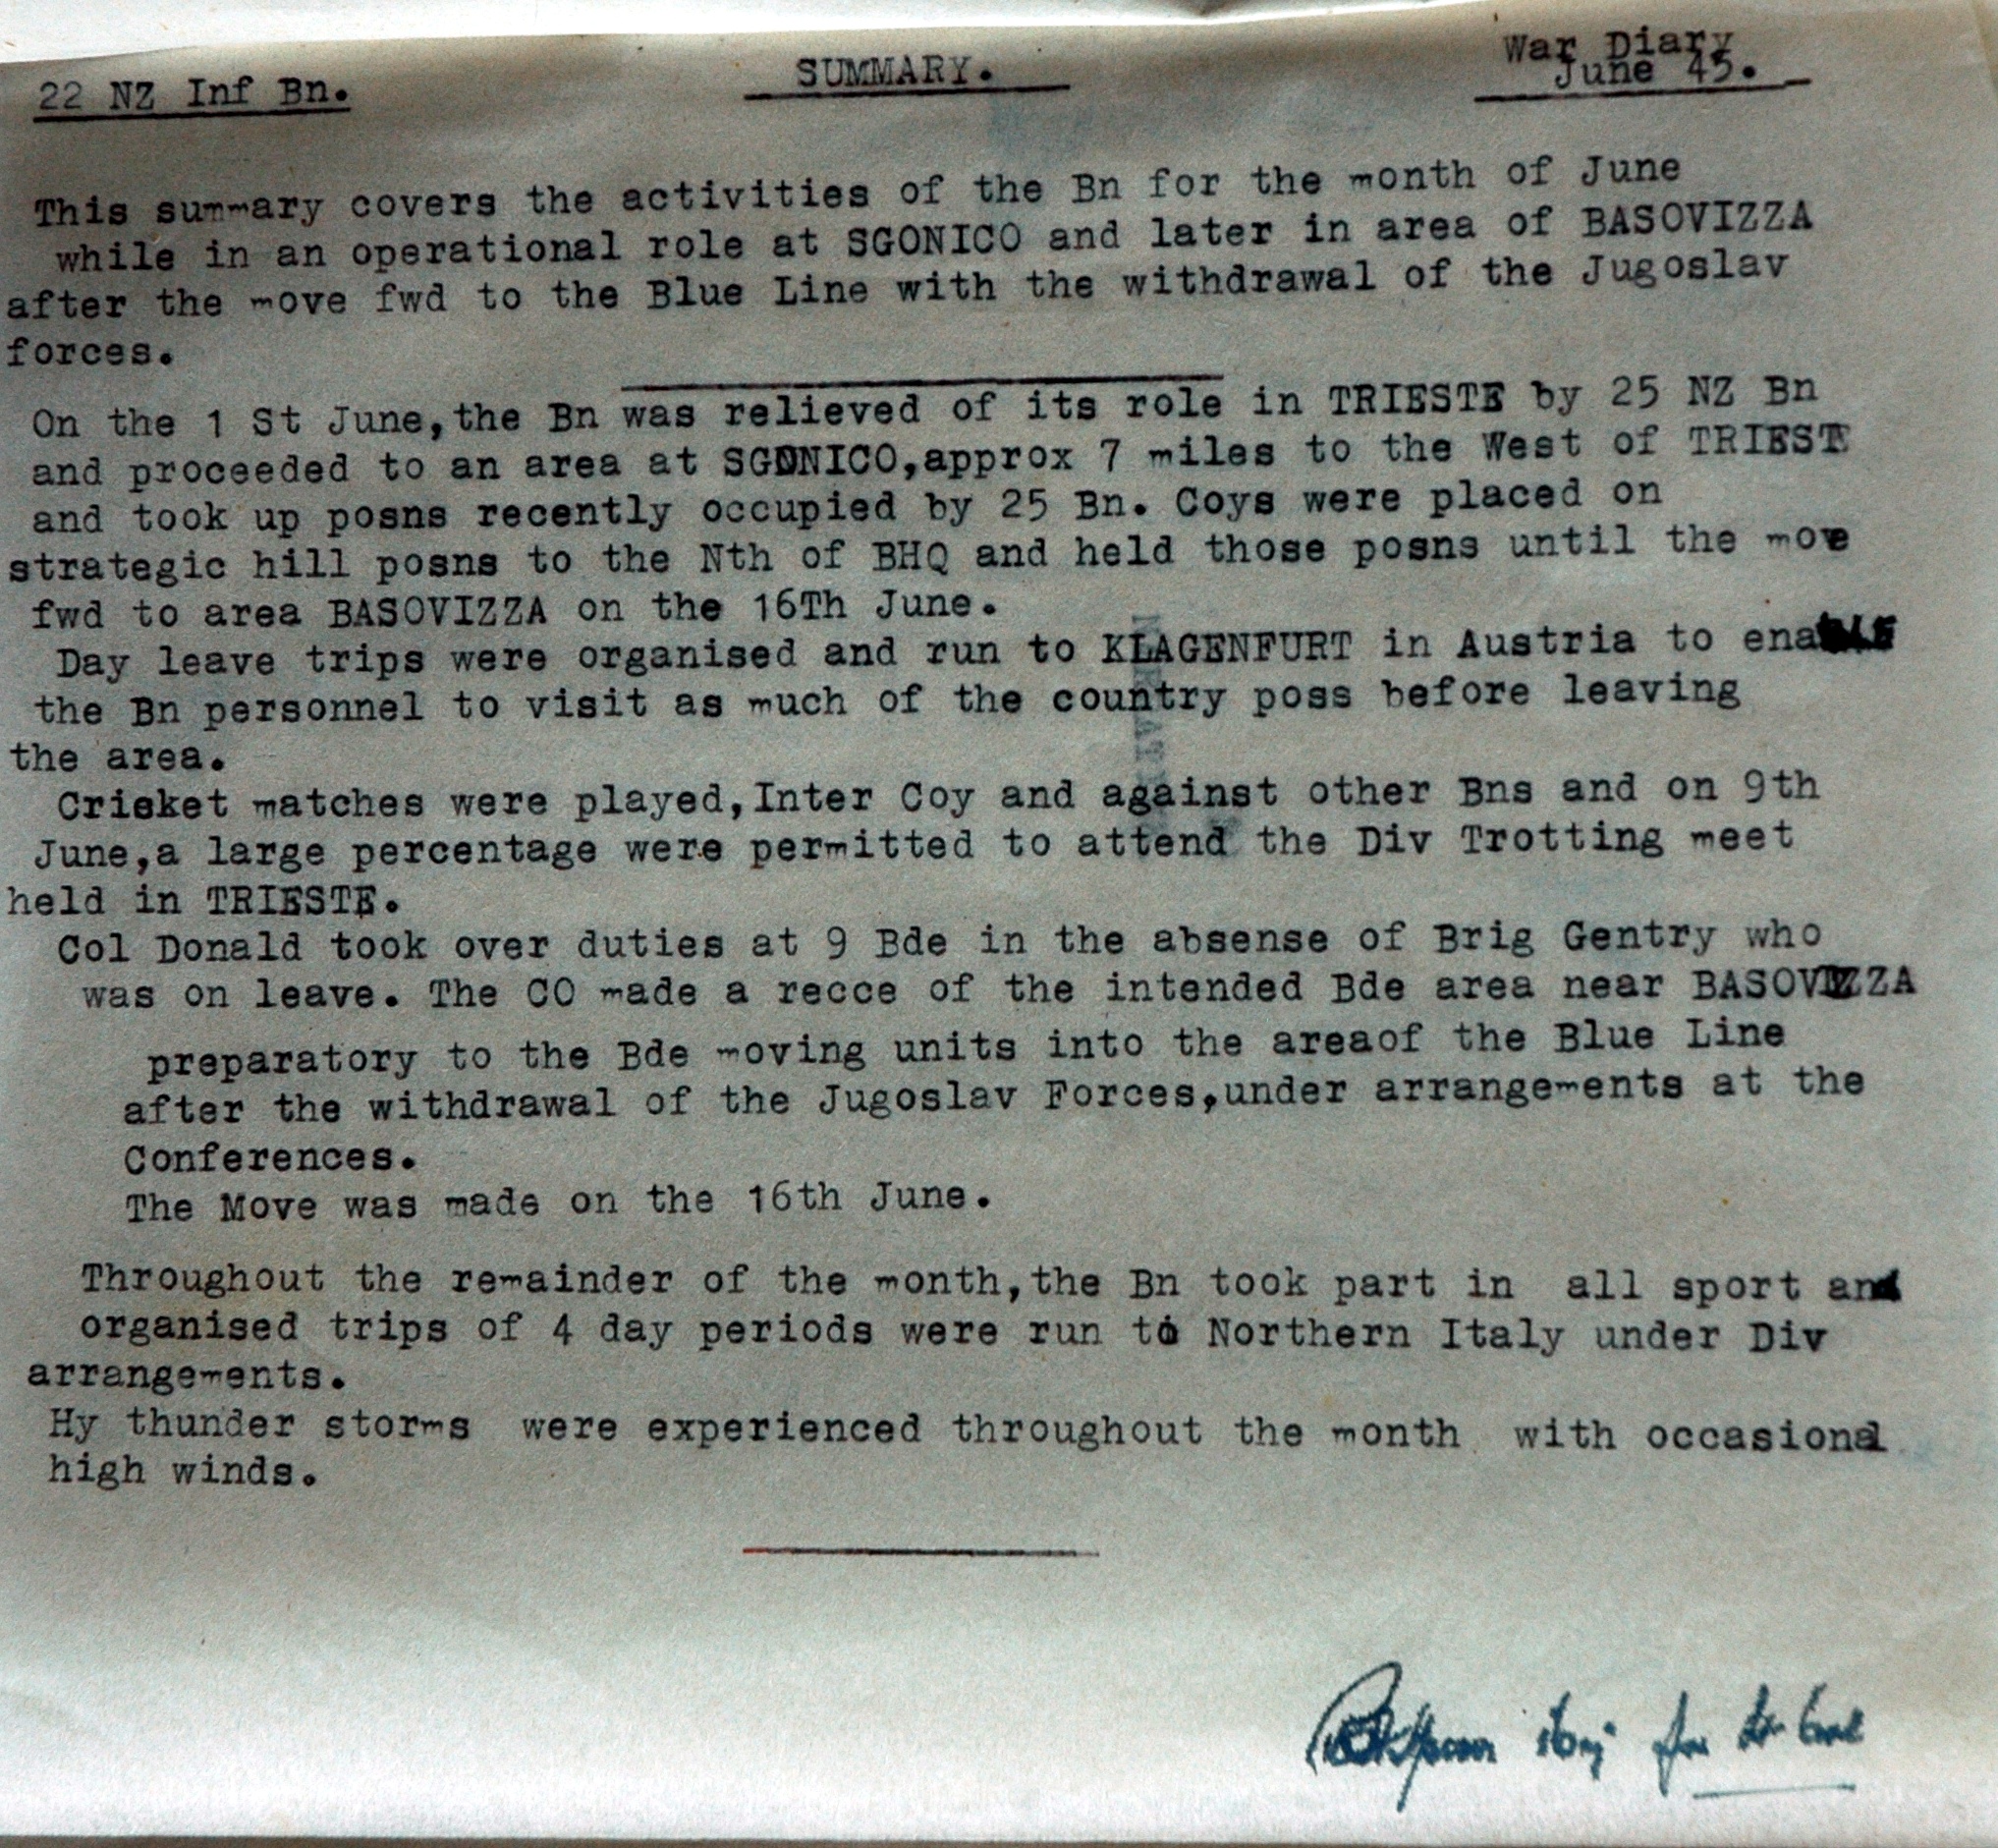 War Diary
22 NZ Inf Bn. SUMMARY. June 45.
This summary covers the activities of the Bn for the month of June
while in an operational role at SGONICO and later in area of BASOVIZZA
after the move fwd to the Blue Line with the withdrawal of the Jugoslav
forces.
On the 1 St June,the Bn was relieved of its role in TRIESTE by 25 NZ Bn
and proceeded to an area at SGONICO,approx 7 miles to the West of TRIEST
and took up posns recently occupied by 25 Bn. Coys were placed on
strategic hill posns to the Nth of BHQ and held those posns until the move
fwd to area BASOVIZZA on the 16Th June.
Day leave trips were organised and run to KLAGENFURT in Austria to enable
the Bn personnel to visit as much of the country poss before leaving
the area.
Crisket matches were played,Inter Coy and against other Bns and on 9th
June,a large percentage were permitted to attend the Div Trotting meet
held in TRIESTE.
Col Donald took over duties at 9 Bde in the absense of Brig Gentry who
was on leave. The CO made a recce of the intended Bde area near BASOVIZZA
preparatory to the Bde moving units into the areaof the Blue Line
after the withdrawal of the Jugoslav Forces,under arrangements at the
Conferences.
The Move was made on the 16th June.
Throughout the remainder of the month,the Bn took part in all sport and
organised trips of 4 day periods were run to Northern Italy under Div
arrangements.
Hy thunder storms were experienced throughout the month with occasional
high winds.
for